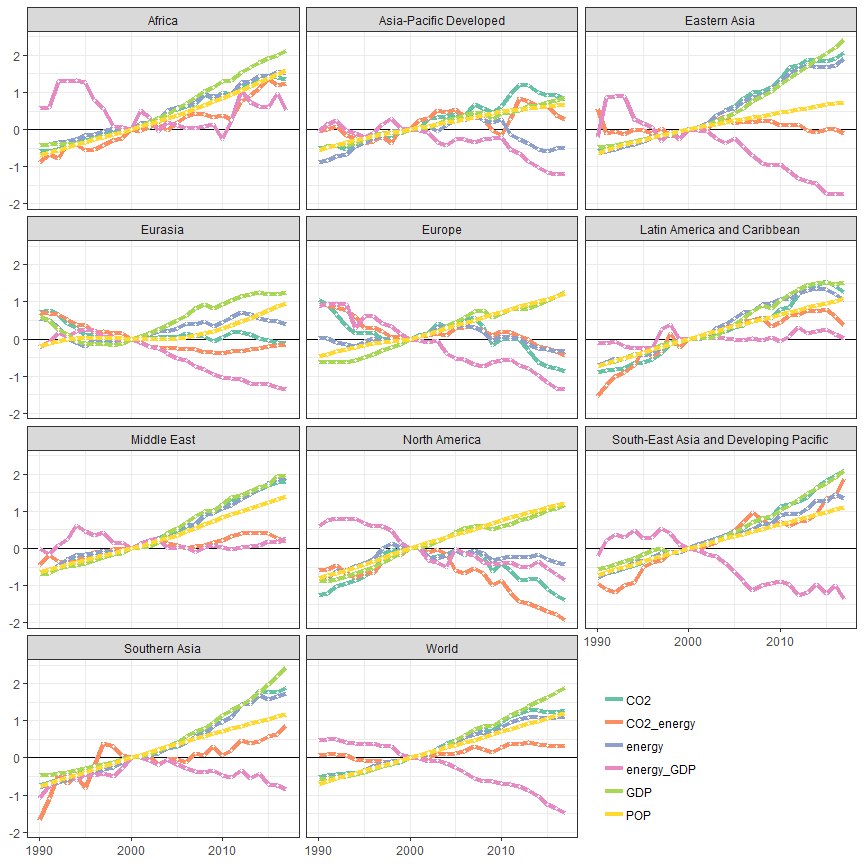 Africa
Asia-Pacific Developed
Eastern Asia
2
1
0
-1
-2
Eurasia
Europe
Latin America and Caribbean
2
1
0
-1
-2
Middle East
North America
South-East Asia and Developing Pacific
2
1
0
-1
-2
1990
2000
2010
Southern Asia
World
2
1
0
-1
-2
1990
2000
2010
1990
2000
2010
CO2
CO2_energy
energy
energy_GDP
GDP
POP